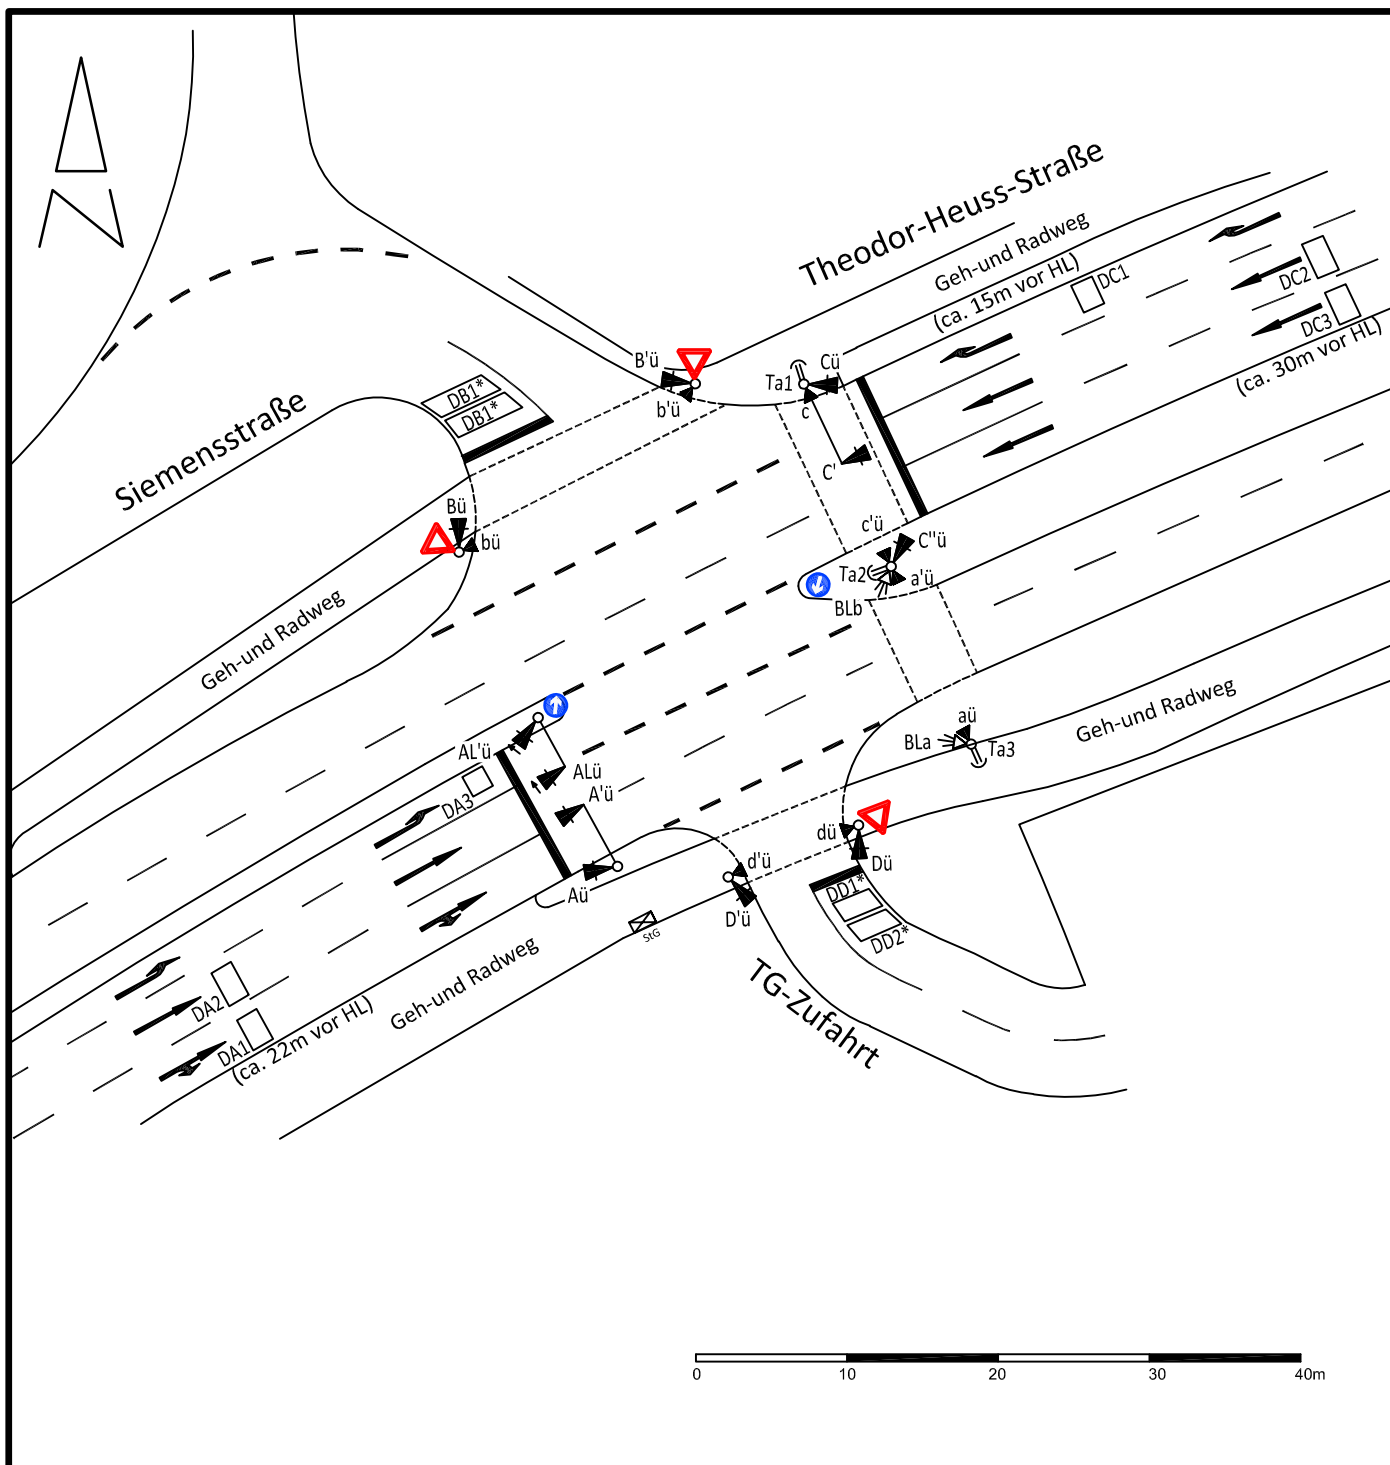 N
Theodor-Heuss-Straße
Geh-und Radweg
(ca. 15m vor HL)
DC1
DC2
DC3
(ca. 30m vor HL)
B'ü
b'ü
Ta1
Cü
c
C'
DB1*
DB1*
Siemensstraße
Bü
bü
c'ü
C''ü
Ta2
a'ü
BLb
Geh-und Radweg
AL'ü
ALü
A'ü
DA3
Aü
aü
BLa
Ta3
Geh-und Radweg
dü
Dü
d'ü
D'ü
DD1*
DD2*
StG
Geh-und Radweg
TG-Zufahrt
DA2
DA1
(ca. 22m vor HL)
0 10 20 30 40m